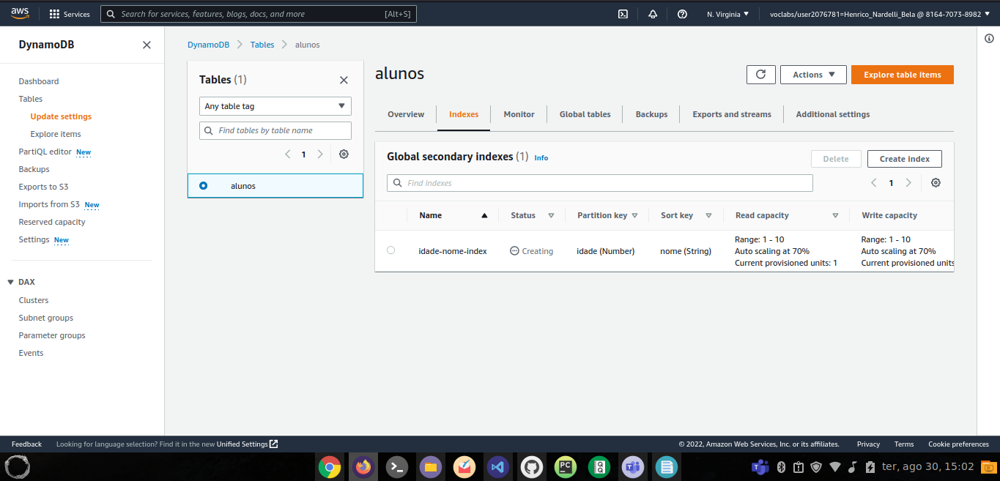 aws
Services
Search for services, features, blogs, docs, and more
[Alt+S]
N. Virginia
voclabs/user2076781=Henrico_Nardelli_Bela @ 8164-7073-8982
DynamoDB
Dashboard
Tables
Update settings
Explore items
PartiQL editor New
Backups
Exports to S3
Imports from S3 New
Reserved capacity
Settings New
DAX
Clusters
Subnet groups
Parameter groups
Events
DynamoDB Tables alunos
Tables (1)
Any table tag
Find tables by table name
1
alunos
alunos
Actions
Explore table items
Overview Indexes Monitor Global tables Backups Exports and streams Additional settings
Global secondary indexes (1) Info
Delete
Create index
Find indexes
1
Name Status Partition key Sort key Read capacity Write capacity
idade-nome-index Creating idade (Number) nome (String)
Range: 1 - 10
Auto scaling at 70%
Current provisioned units: 1
Range: 1 - 10
Auto scaling at 70%
Current provisioned units
Feedback Looking for language selection? Find it in the new Unified Settings
© 2022, Amazon Web Services, Inc. or its affiliates. Privacy Terms Cookie preferences
PC
ter, ago 30, 15:02